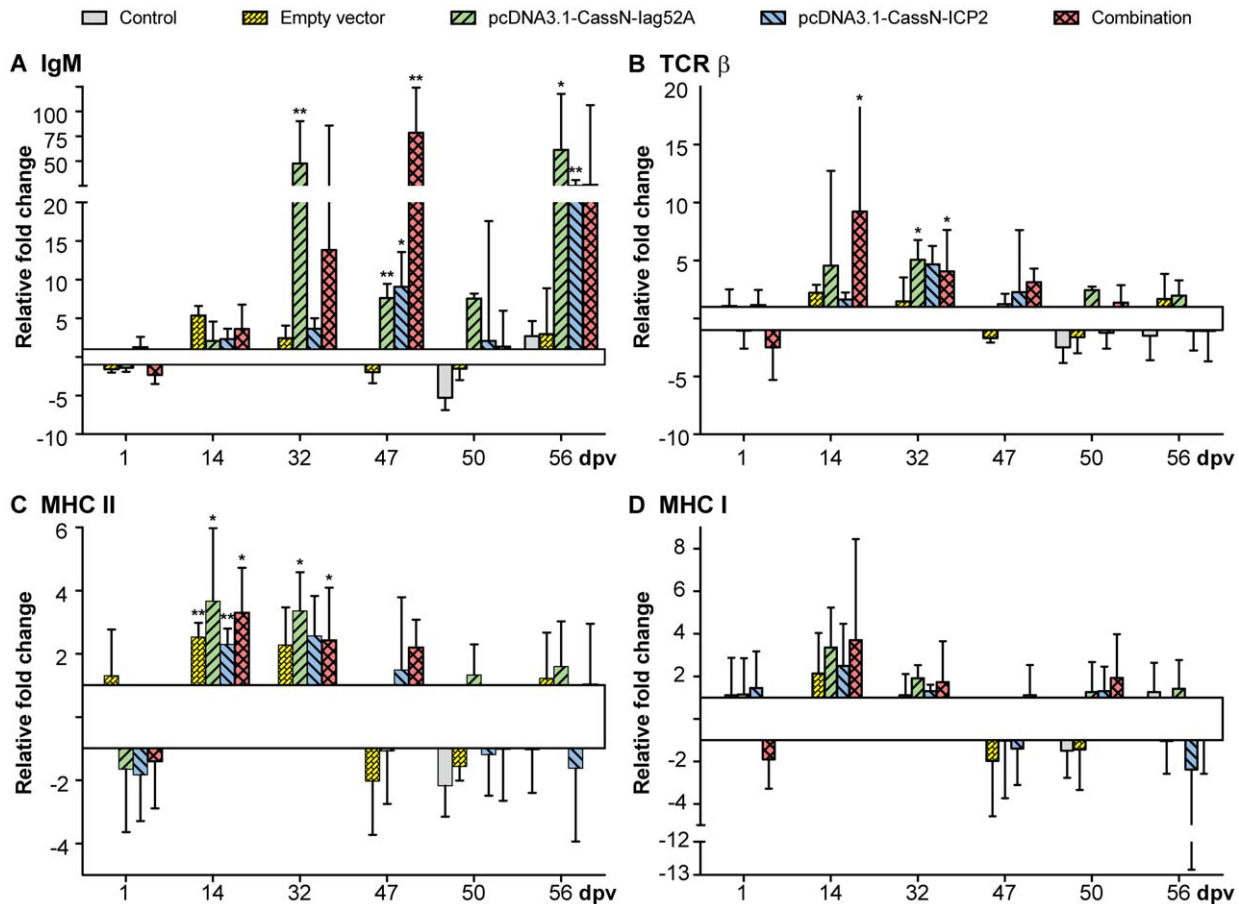 Control Empty vector pcDNA3.1-CassN-Iag52A pcDNA3.1-CassN-ICP2 Combination
A IgM
Relative fold change
100
75
50
20
15
10
5
-5
-10
** ** * ** * **
1 14 32 47 50 56 dpv
B TCR β
Relative fold change
20
15
10
5
-5
-10
* * *
1 14 32 47 50 56 dpv
C MHC II
Relative fold change
6
4
2
-2
-4
** * ** * * *
1 14 32 47 50 56 dpv
D MHC I
Relative fold change
8
6
4
2
-2
-4
-12
-13
1 14 32 47 50 56 dpv